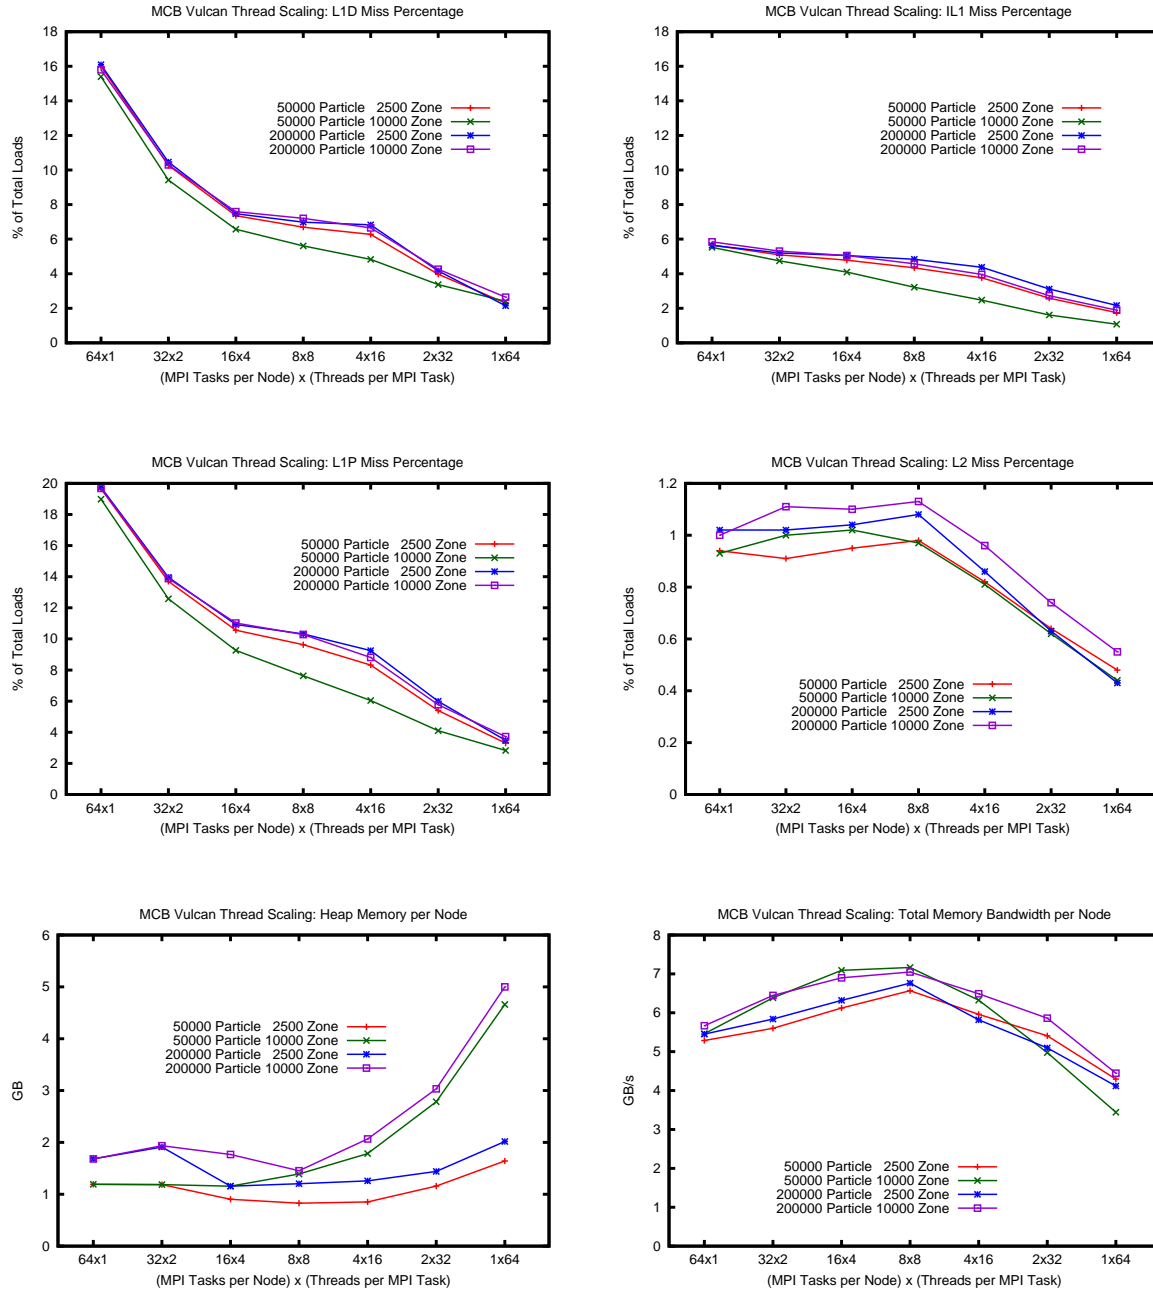 MCB Vulcan Thread Scaling: L1D Miss Percentage
18
16
14
12
10
8
6
4
2
0
% of Total Loads
50000 Particle 2500 Zone
50000 Particle 10000 Zone
200000 Particle 2500 Zone
200000 Particle 10000 Zone
64x1 32x2 16x4 8x8 4x16 2x32 1x64
(MPI Tasks per Node) x (Threads per MPI Task)
MCB Vulcan Thread Scaling: IL1 Miss Percentage
18
16
14
12
10
8
6
4
2
0
% of Total Loads
50000 Particle 2500 Zone
50000 Particle 10000 Zone
200000 Particle 2500 Zone
200000 Particle 10000 Zone
64x1 32x2 16x4 8x8 4x16 2x32 1x64
(MPI Tasks per Node) x (Threads per MPI Task)
MCB Vulcan Thread Scaling: L1P Miss Percentage
20
18
16
14
12
10
8
6
4
2
0
% of Total Loads
50000 Particle 2500 Zone
50000 Particle 10000 Zone
200000 Particle 2500 Zone
200000 Particle 10000 Zone
64x1 32x2 16x4 8x8 4x16 2x32 1x64
(MPI Tasks per Node) x (Threads per MPI Task)
MCB Vulcan Thread Scaling: L2 Miss Percentage
1.2
1
0.8
0.6
0.4
0.2
0
% of Total Loads
50000 Particle 2500 Zone
50000 Particle 10000 Zone
200000 Particle 2500 Zone
200000 Particle 10000 Zone
64x1 32x2 16x4 8x8 4x16 2x32 1x64
(MPI Tasks per Node) x (Threads per MPI Task)
MCB Vulcan Thread Scaling: Heap Memory per Node
6
5
4
3
2
1
0
GB
50000 Particle 2500 Zone
50000 Particle 10000 Zone
200000 Particle 2500 Zone
200000 Particle 10000 Zone
64x1 32x2 16x4 8x8 4x16 2x32 1x64
(MPI Tasks per Node) x (Threads per MPI Task)
MCB Vulcan Thread Scaling: Total Memory Bandwidth per Node
8
7
6
5
4
3
2
1
0
GB/s
50000 Particle 2500 Zone
50000 Particle 10000 Zone
200000 Particle 2500 Zone
200000 Particle 10000 Zone
64x1 32x2 16x4 8x8 4x16 2x32 1x64
(MPI Tasks per Node) x (Threads per MPI Task)